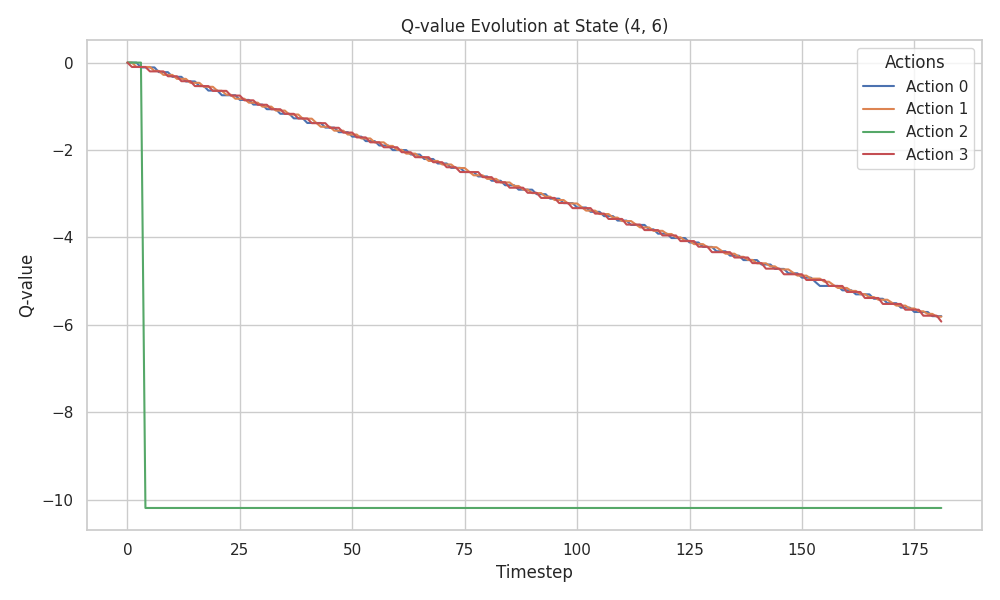 Q-value Evolution at State (4, 6)
Actions
Action 0
Action 1
Action 2
Action 3
Q-value
0
−2
−4
−6
−8
−10
0 25 50 75 100 125 150 175
Timestep